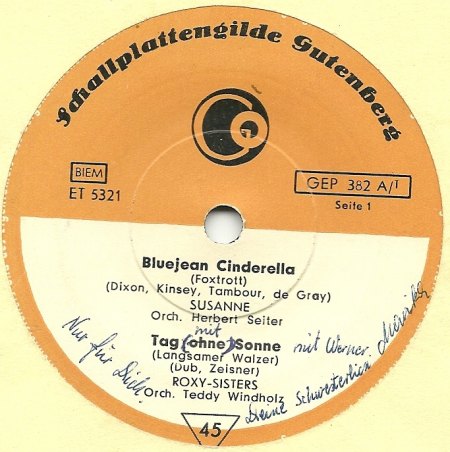 Schallplattengilde Gutenberg
BIEM
ET 5321
GEP 382 A/T
Seite 1
Bluejean Cinderella
(Foxtrott)
(Dixon, Kinsey, Tambour, de Gray)
SUSANNE
Orch. Herbert Seiter
mit
Tag (ohne) Sonne mit Werner
(Langsamer Walzer)
(Dub, Zeisner)
ROXY-SISTERS
Orch. Teddy Windholz
Nur für Dich!
Deine Schwesterlich
45